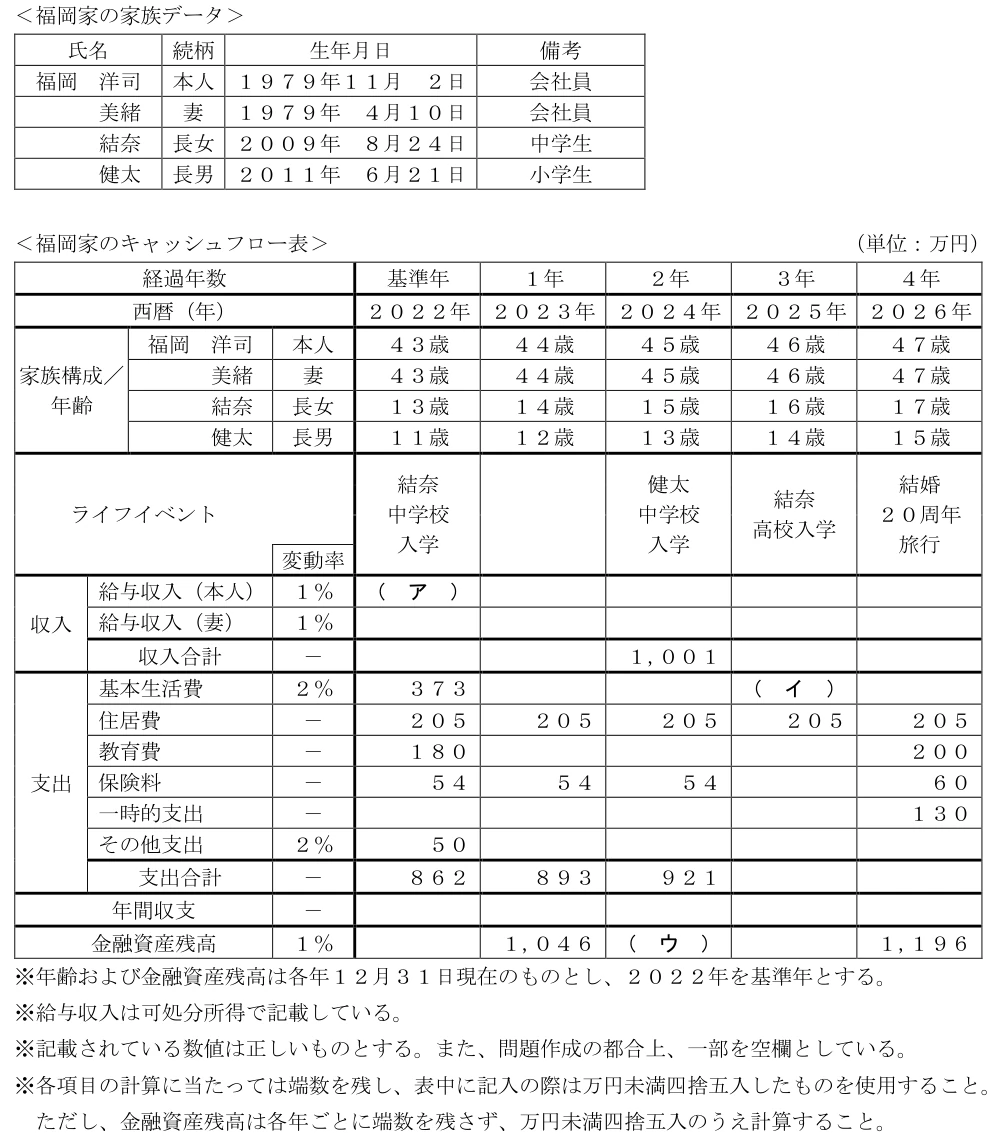 ＜福岡家の家族データ＞
氏名 続柄 生年月日 備考
福岡　洋司 本人 １９７９年１１月　２日 会社員
美緒 妻 １９７９年　４月１０日 会社員
結奈 長女 ２００９年　８月２４日 中学生
健太 長男 ２０１１年　６月２１日 小学生
＜福岡家のキャッシュフロー表＞ （単位：万円）
経過年数 基準年 １年 ２年 ３年 ４年
西暦（年） ２０２２年 ２０２３年 ２０２４年 ２０２５年 ２０２６年
家族構成／年齢 福岡　洋司 本人 ４３歳 ４４歳 ４５歳 ４６歳 ４７歳
美緒 妻 ４３歳 ４４歳 ４５歳 ４６歳 ４７歳
結奈 長女 １３歳 １４歳 １５歳 １６歳 １７歳
健太 長男 １１歳 １２歳 １３歳 １４歳 １５歳
ライフイベント 変動率 結奈中学校入学 健太中学校入学 結奈高校入学 結婚２０周年旅行
収入 給与収入（本人） １％ （　ア　）
給与収入（妻） １％
収入合計 － １，００１
支出 基本生活費 ２％ ３７３ （　イ　）
住居費 － ２０５ ２０５ ２０５ ２０５ ２０５
教育費 － １８０ ２００
保険料 － ５４ ５４ ５４ ６０
一時的支出 － １３０
その他支出 ２％ ５０
支出合計 － ８６２ ８９３ ９２１
年間収支 －
金融資産残高 １％ １，０４６ （　ウ　） １，１９６
※年齢および金融資産残高は各年１２月３１日現在のものとし、２０２２年を基準年とする。
※給与収入は可処分所得で記載している。
※記載されている数値は正しいものとする。また、問題作成の都合上、一部を空欄としている。
※各項目の計算に当たっては端数を残し、表中に記入の際は万円未満四捨五入したものを使用すること。
ただし、金融資産残高は各年ごとに端数を残さず、万円未満四捨五入のうえ計算すること。